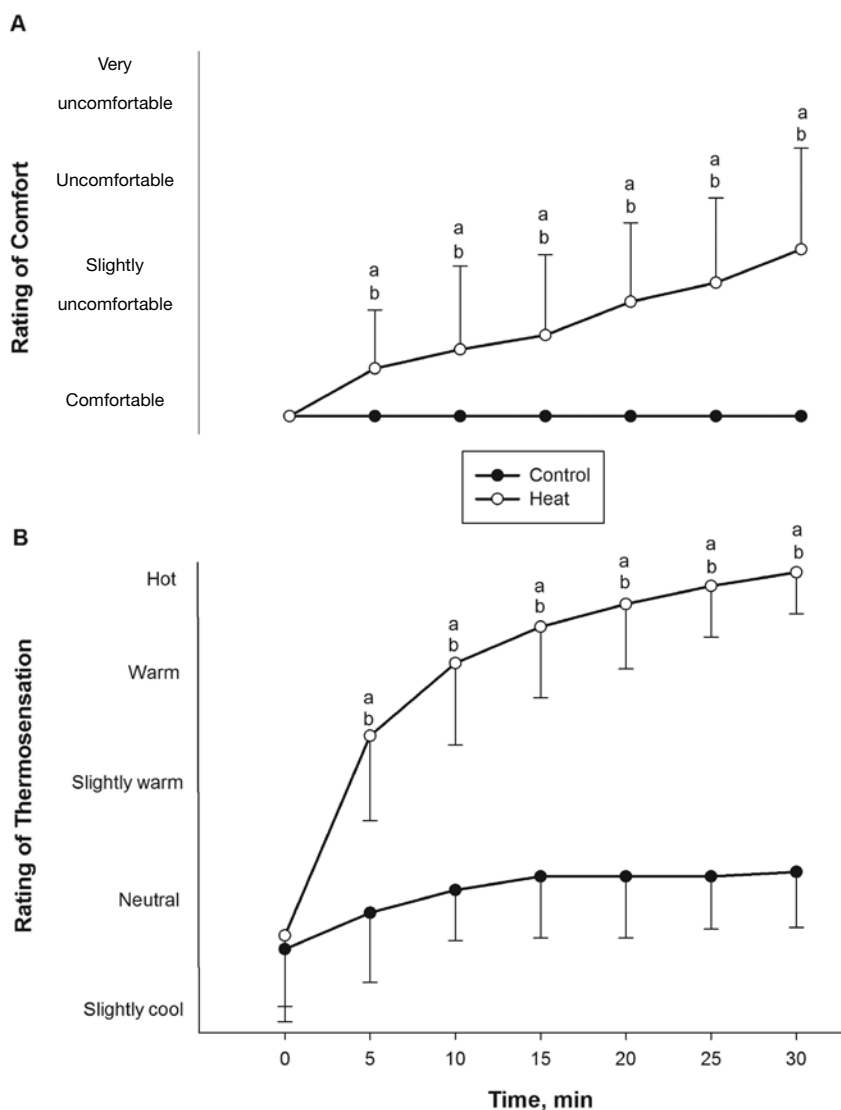 A
Very
uncomfortable
Uncomfortable
Slightly
uncomfortable
Comfortable
Rating of Comfort
a
b
a
b
a
b
a
b
a
b
a
b
Control
Heat
B
Hot
Warm
Slightly warm
Neutral
Slightly cool
Rating of Thermosensation
a
b
a
b
a
b
a
b
a
b
a
b
0 5 10 15 20 25 30
Time, min